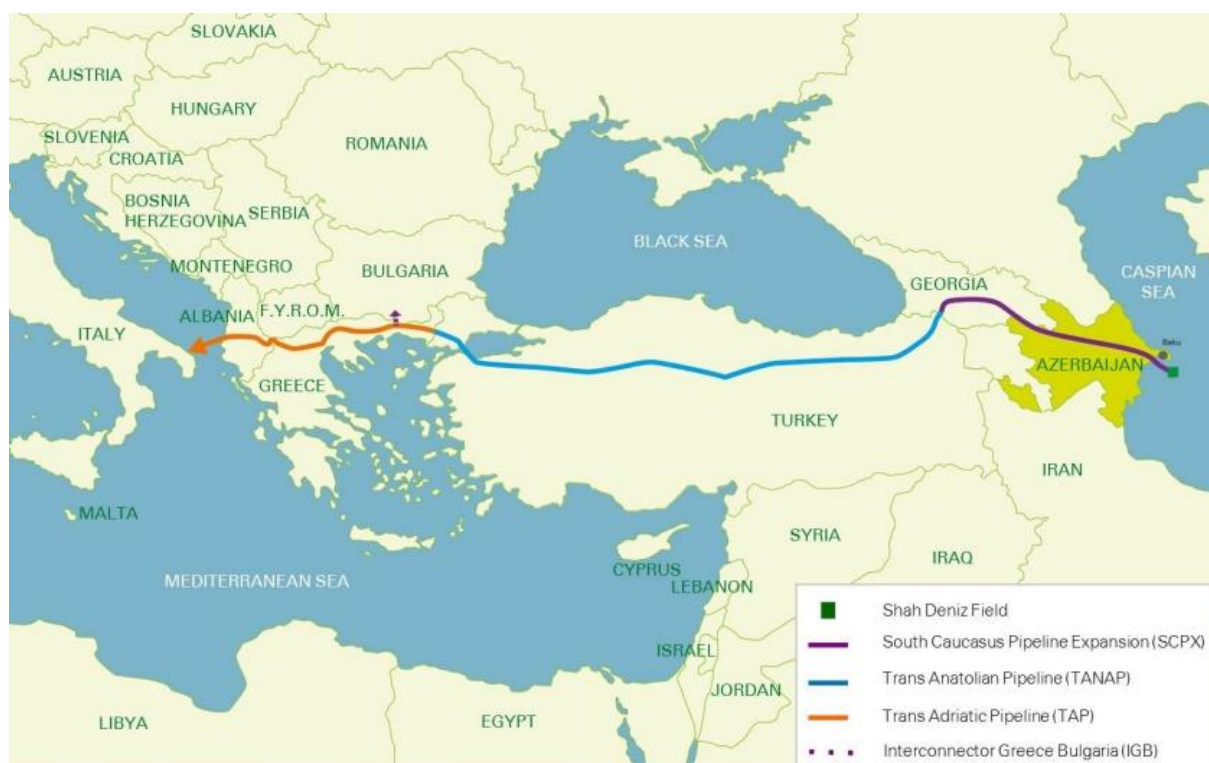 SLOVAKIA
AUSTRIA
HUNGARY
SLOVENIA
CROATIA
ROMANIA
BOSNIA
HERZEGOVINA
SERBIA
BLACK SEA
MONTENEGRO
BULGARIA
GEORGIA
CASPIAN
SEA
ALBANIA
F.Y.R.O.M.
ITALY
Baku
AZERBAIJAN
GREECE
TURKEY
IRAN
MALTA
SYRIA
IRAQ
CYPRUS
LEBANON
MEDITERRANEAN SEA
ISRAEL
JORDAN
LIBYA
EGYPT
Shah Deniz Field
South Caucasus Pipeline Expansion (SCPX)
Trans Anatolian Pipeline (TANAP)
Trans Adriatic Pipeline (TAP)
Interconnector Greece Bulgaria (IGB)